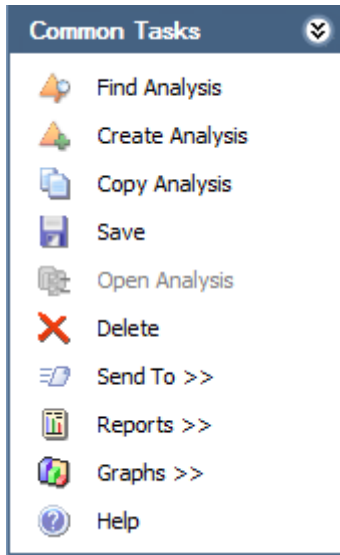 Common Tasks
Find Analysis
Create Analysis
Copy Analysis
Save
Open Analysis
Delete
Send To >>
Reports >>
Graphs >>
Help